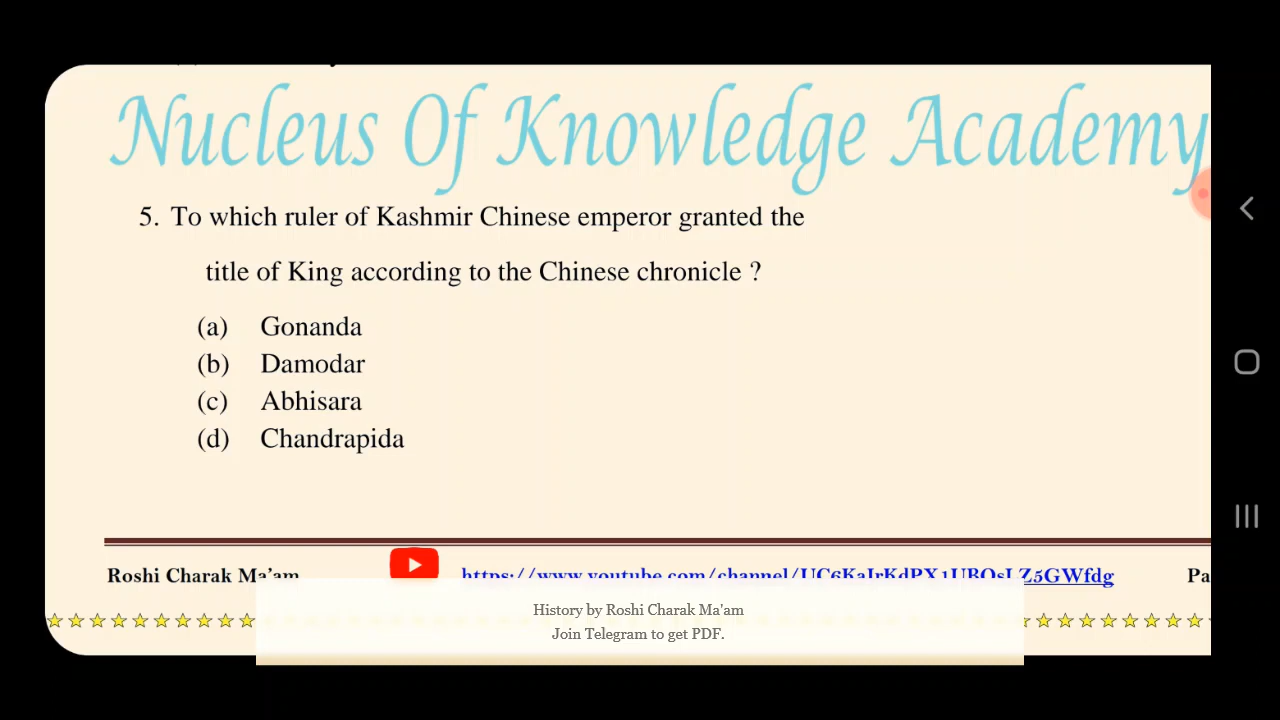 Nucleus Of Knowledge Academy
5. To which ruler of Kashmir Chinese emperor granted the
title of King according to the Chinese chronicle ?
(a) Gonanda
(b) Damodar
(c) Abhisara
(d) Chandrapida
Roshi Charak Ma’am Pa
History by Roshi Charak Ma'am
Join Telegram to get PDF.